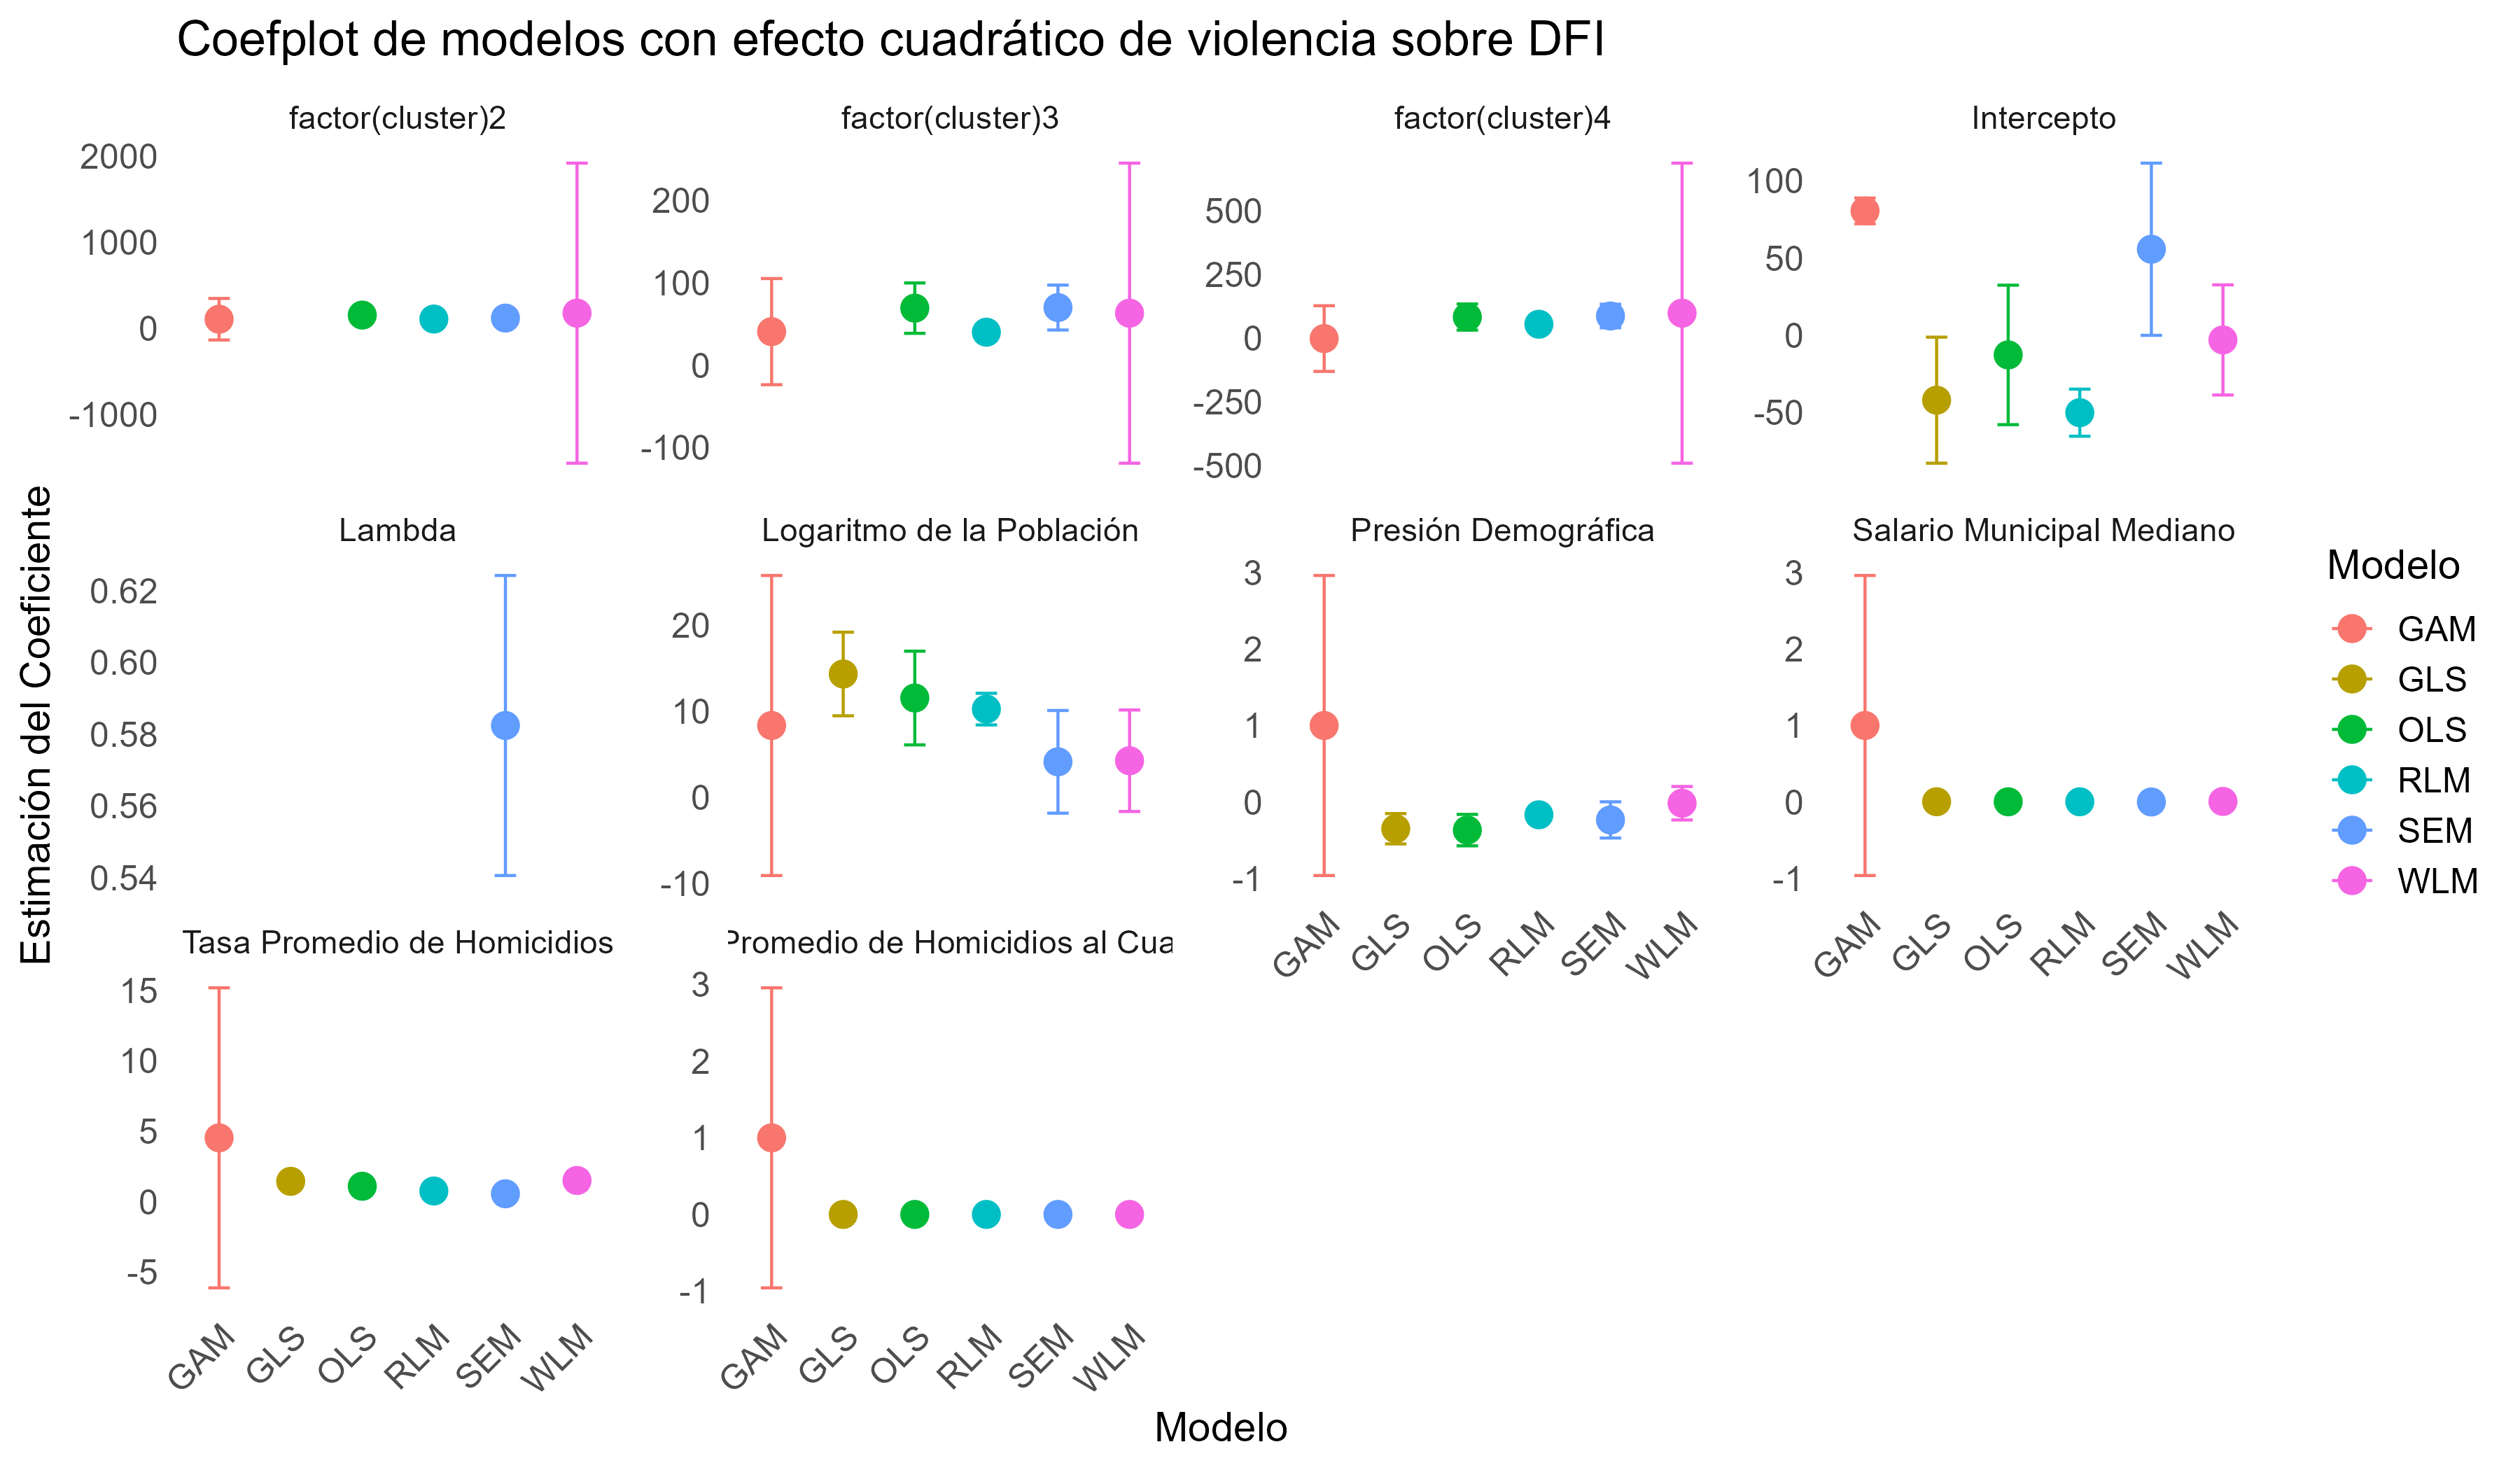 Coefplot de modelos con efecto cuadrático de violencia sobre DFI
factor(cluster)2
factor(cluster)3
factor(cluster)4
Intercepto
2000
1000
0
-1000
200
100
0
-100
500
250
0
-250
-500
100
50
0
-50
Estimación del Coeficiente
Lambda
Logaritmo de la Población
Presión Demográfica
Salario Municipal Mediano
0.62
0.60
0.58
0.56
0.54
20
10
0
-10
3
2
1
0
-1
3
2
1
0
-1
GAM
GLS
OLS
RLM
SEM
WLM
GAM
GLS
OLS
RLM
SEM
WLM
Modelo
GAM
GLS
OLS
RLM
SEM
WLM
Tasa Promedio de Homicidios
Promedio de Homicidios al Cua
15
10
5
0
-5
3
2
1
0
-1
GAM
GLS
OLS
RLM
SEM
WLM
GAM
GLS
OLS
RLM
SEM
WLM
Modelo